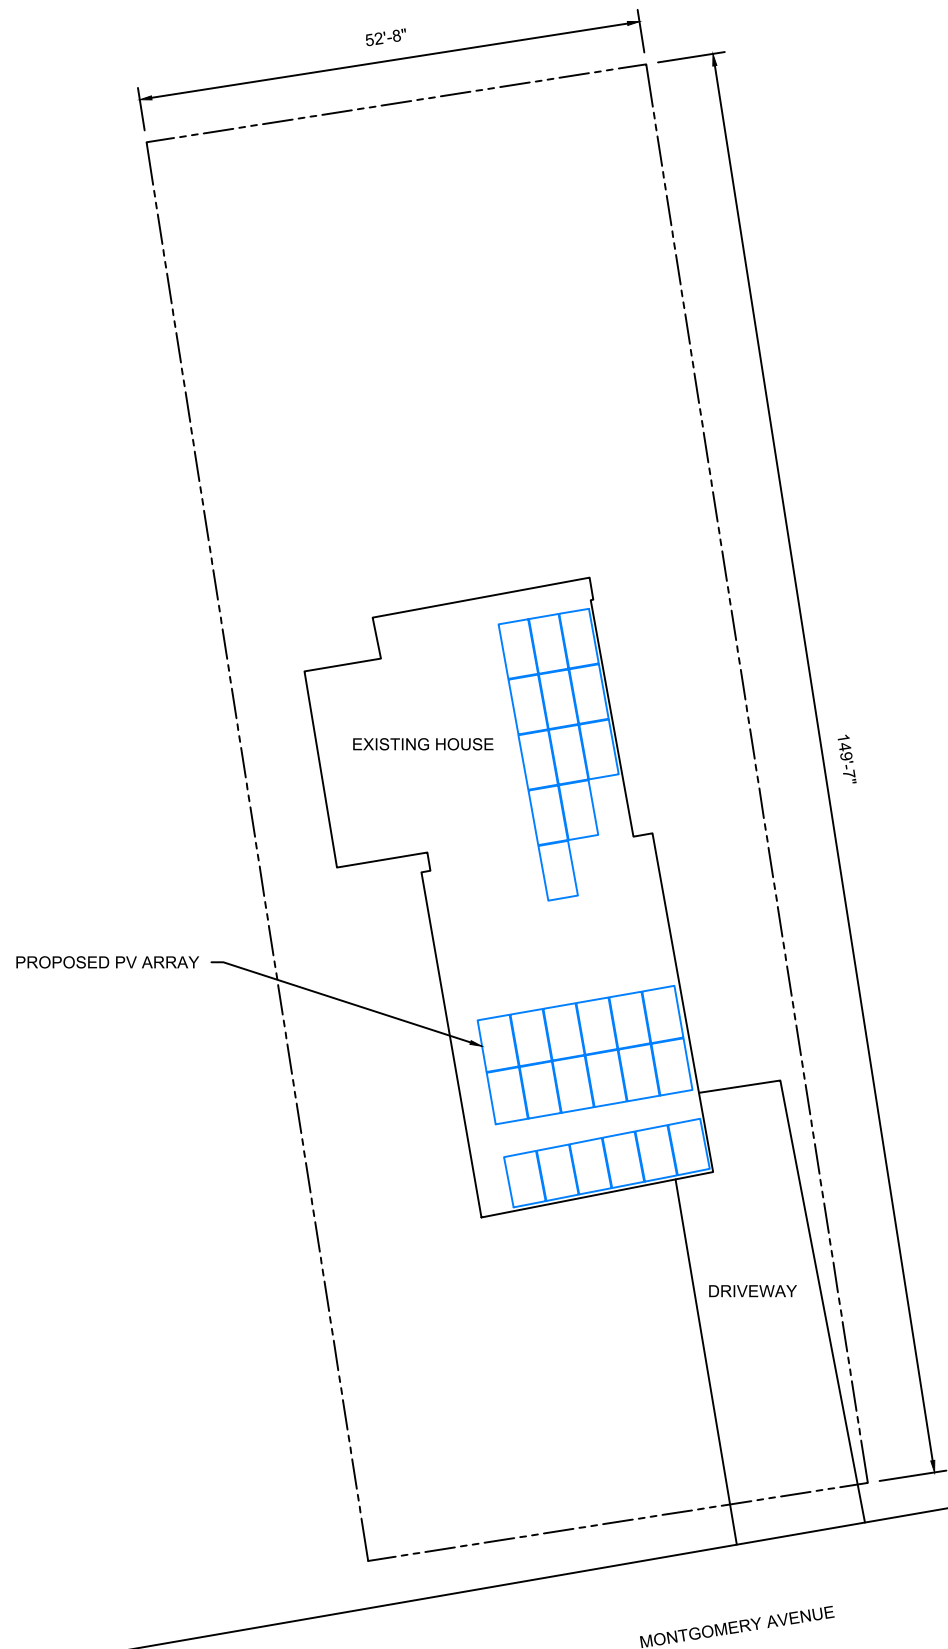 52'-8"
149'-7"
EXISTING HOUSE
PROPOSED PV ARRAY
DRIVEWAY
MONTGOMERY AVENUE